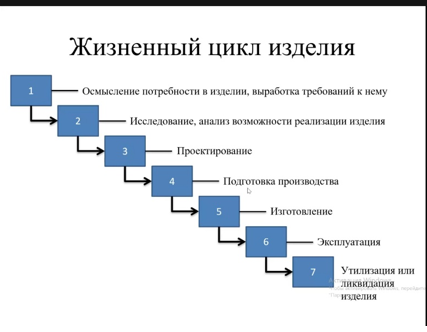 Жизненный цикл изделия
1 Осмысление потребности в изделии, выработка требований к нему
2 Исследование, анализ возможности реализации изделия
3 Проектирование
4 Подготовка производства
5 Изготовление
6 Эксплуатация
7 Утилизация или
ликвидация
изделия